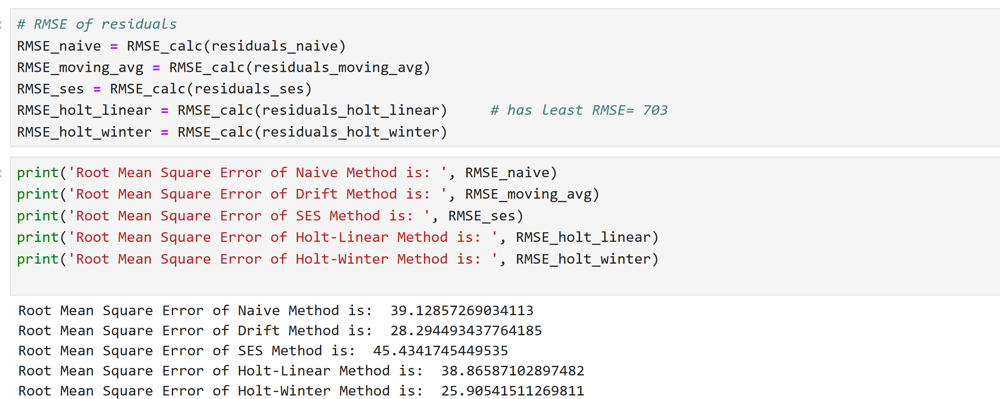 # RMSE of residuals
RMSE_naive = RMSE_calc(residuals_naive)
RMSE_moving_avg = RMSE_calc(residuals_moving_avg)
RMSE_ses = RMSE_calc(residuals_ses)
RMSE_holt_linear = RMSE_calc(residuals_holt_linear)     # has least RMSE= 703
RMSE_holt_winter = RMSE_calc(residuals_holt_winter)
print('Root Mean Square Error of Naive Method is: ', RMSE_naive)
print('Root Mean Square Error of Drift Method is: ', RMSE_moving_avg)
print('Root Mean Square Error of SES Method is: ', RMSE_ses)
print('Root Mean Square Error of Holt-Linear Method is: ', RMSE_holt_linear)
print('Root Mean Square Error of Holt-Winter Method is: ', RMSE_holt_winter)
Root Mean Square Error of Naive Method is:  39.12857269034113
Root Mean Square Error of Drift Method is:  28.294493437764185
Root Mean Square Error of SES Method is:  45.4341745449535
Root Mean Square Error of Holt-Linear Method is:  38.86587102897482
Root Mean Square Error of Holt-Winter Method is:  25.90541511269811